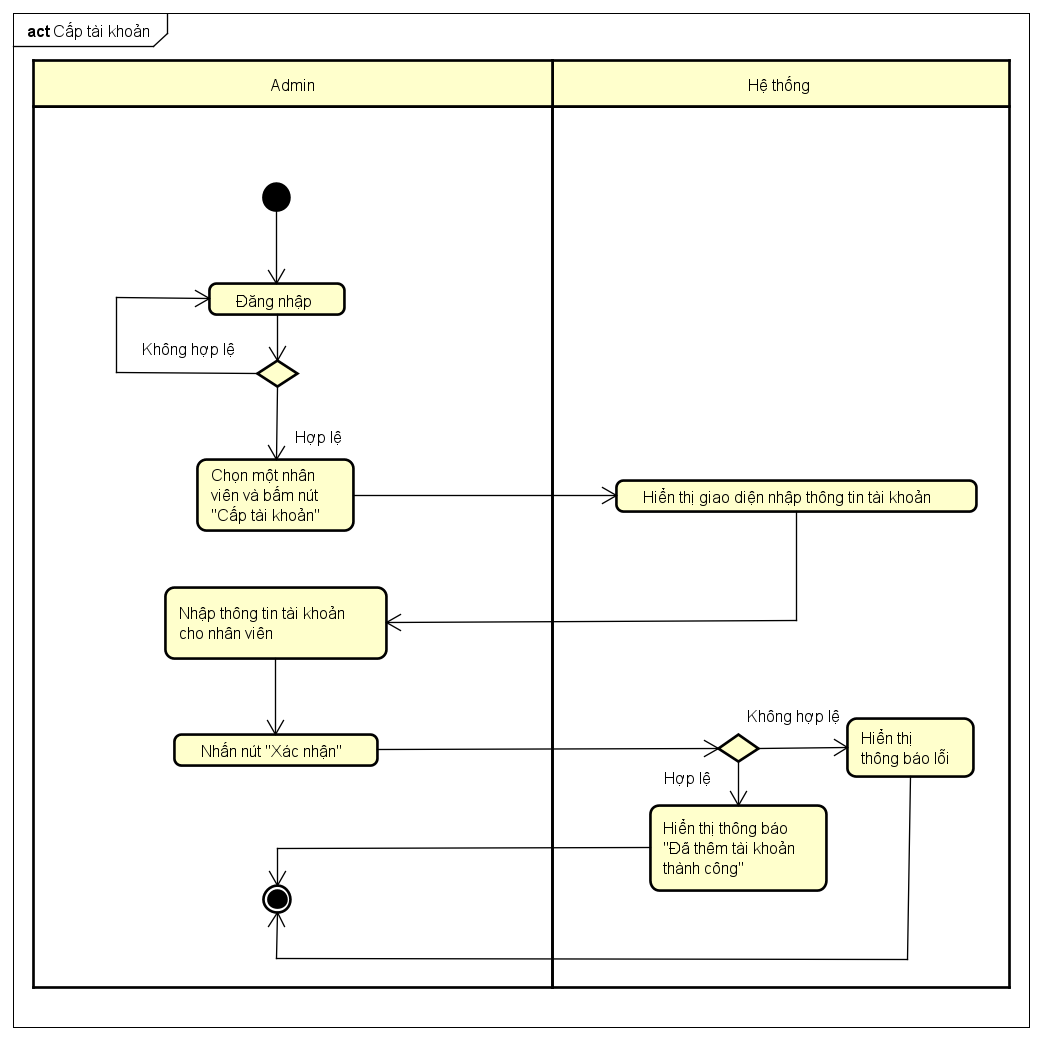 act Cấp tài khoản
Admin
Hệ thống
Đăng nhập
Không hợp lệ
Hợp lệ
Chọn một nhân
viên và bấm nút
"Cấp tài khoản"
Hiển thị giao diện nhập thông tin tài khoản
Nhập thông tin tài khoản
cho nhân viên
Nhấn nút "Xác nhận"
Không hợp lệ
Hiển thị
thông báo lỗi
Hợp lệ
Hiển thị thông báo
"Đã thêm tài khoản
thành công"